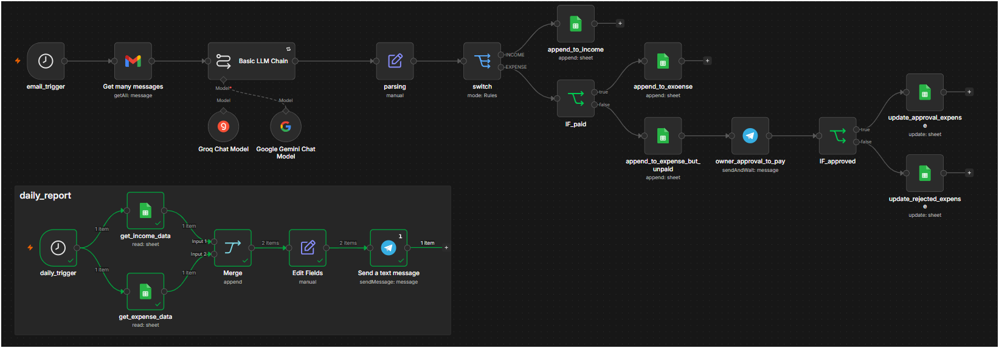 email_trigger
Get many messages
getAll: message
Basic LLM Chain
Model*
Model
Model
Groq Chat Model
Google Gemini Chat
Model
parsing
manual
switch
mode: Rules
INCOME
EXPENSE
append_to_income
append: sheet
+
IF_paid
true
false
append_to_exoense
append: sheet
+
append_to_expense_but_
unpaid
append: sheet
owner_approval_to_pay
sendAndWait: message
IF_approved
true
false
update_approval_expens
e
update: sheet
+
update_rejected_expens
e
update: sheet
+
daily_report
daily_trigger
1 item
1 item
get_income_data
read: sheet
get_expense_data
read: sheet
1 item
1 item
Input 1
Input 2
Merge
append
2 items
Edit Fields
manual
2 items
1
Send a text message
sendMessage: message
1 item
+